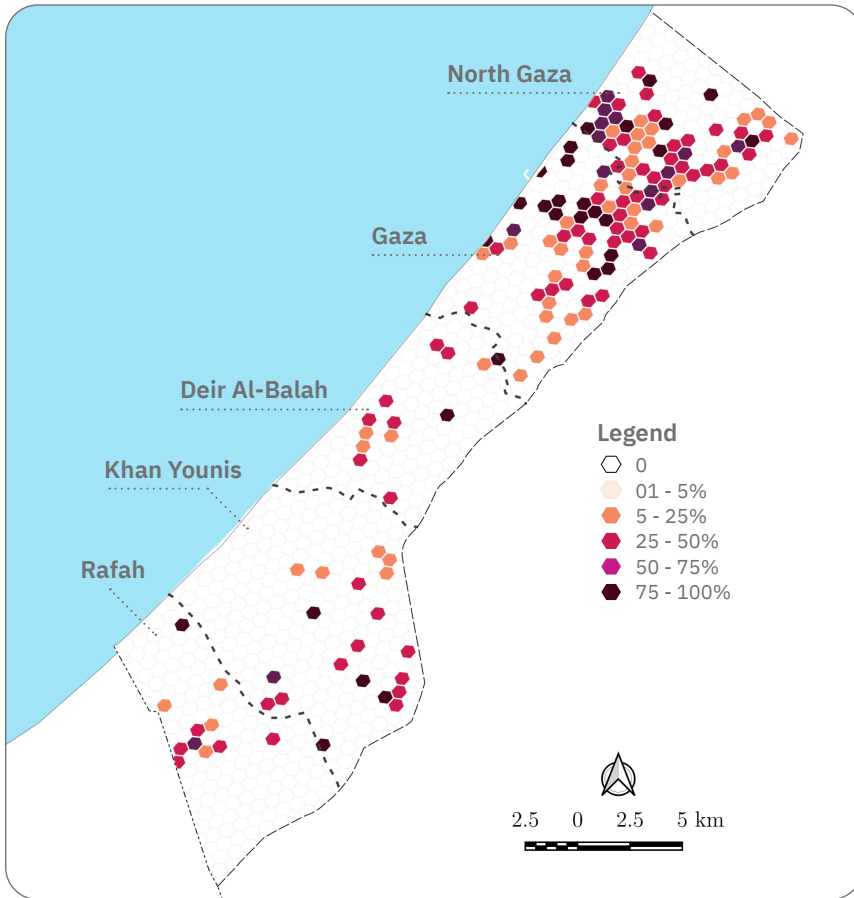 North Gaza
Gaza
Deir Al-Balah
Khan Younis
Rafah
Legend
0
01 - 5%
5 - 25%
25 - 50%
50 - 75%
75 - 100%
2.5 0 2.5 5 km